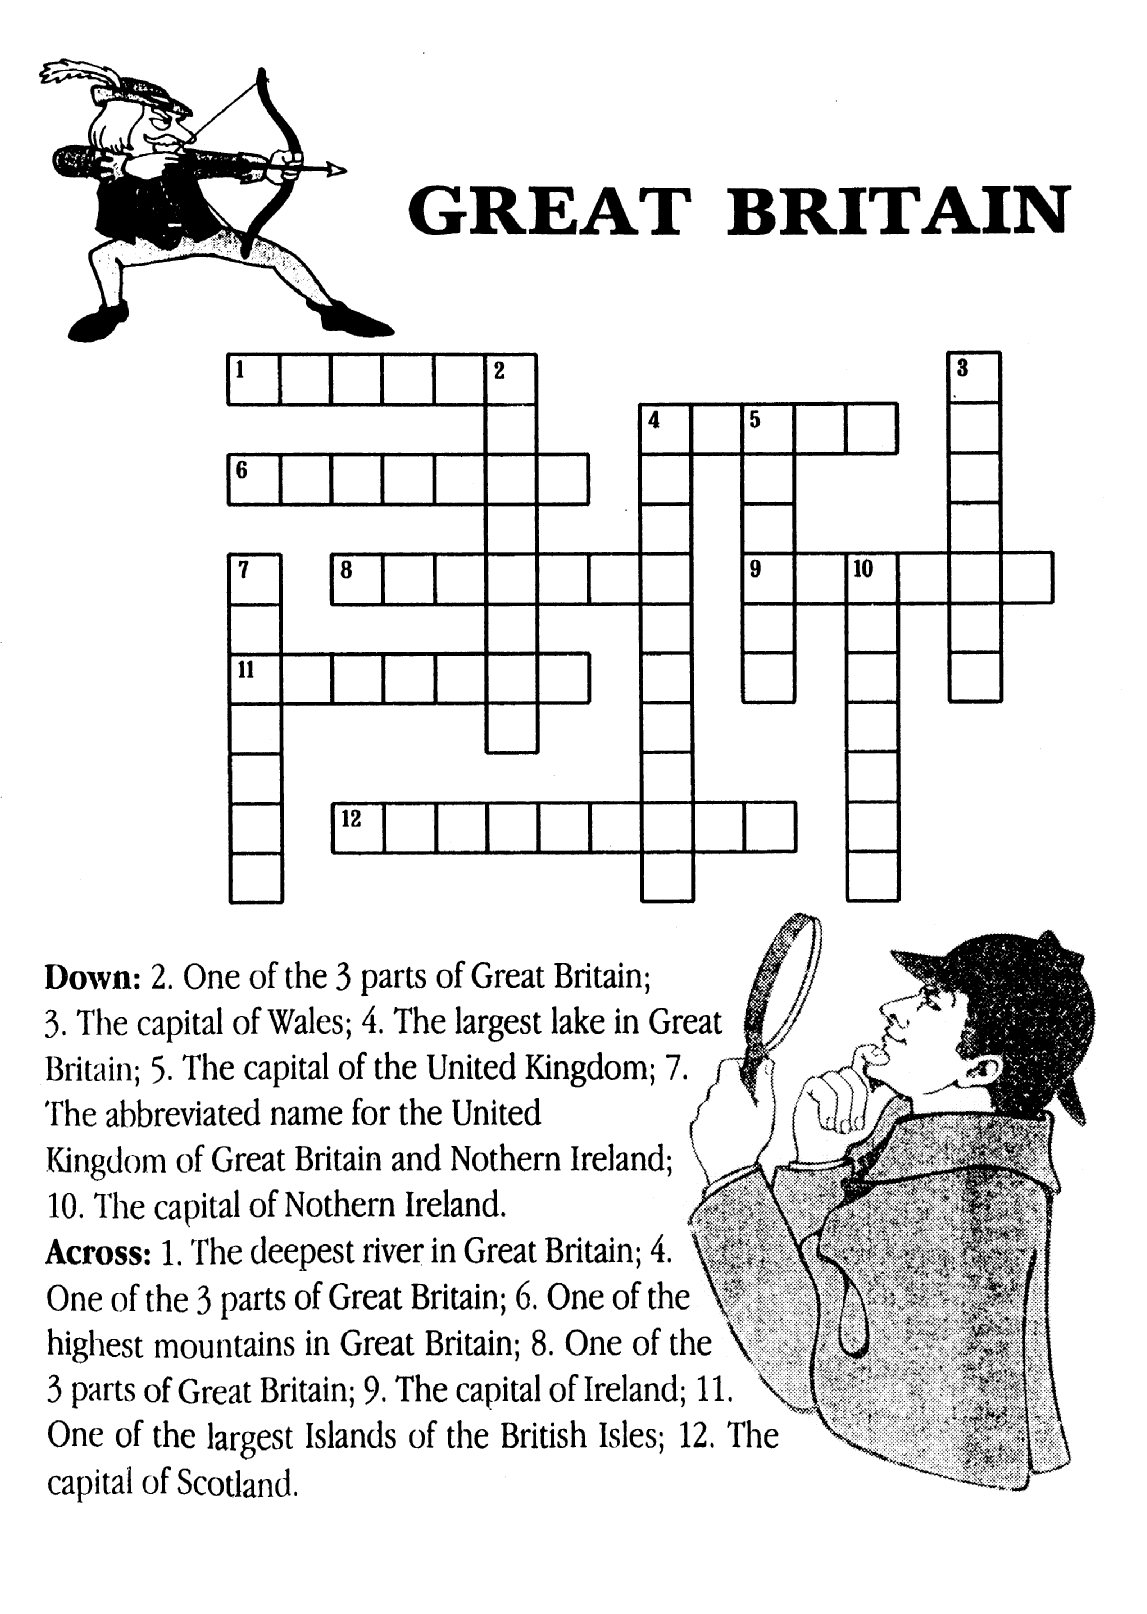 GREAT BRITAIN
1 2 3
4 5
6
7 8 9 10
11
12
Down: 2. One of the 3 parts of Great Britain;
3. The capital of Wales; 4. The largest lake in Great
Britain; 5. The capital of the United Kingdom; 7.
The abbreviated name for the United
Kingdom of Great Britain and Nothern Ireland;
10. The capital of Nothern Ireland.
Across: 1. The deepest river in Great Britain; 4.
One of the 3 parts of Great Britain; 6. One of the
highest mountains in Great Britain; 8. One of the
3 parts of Great Britain; 9. The capital of Ireland; 11.
One of the largest Islands of the British Isles; 12. The
capital of Scotland.